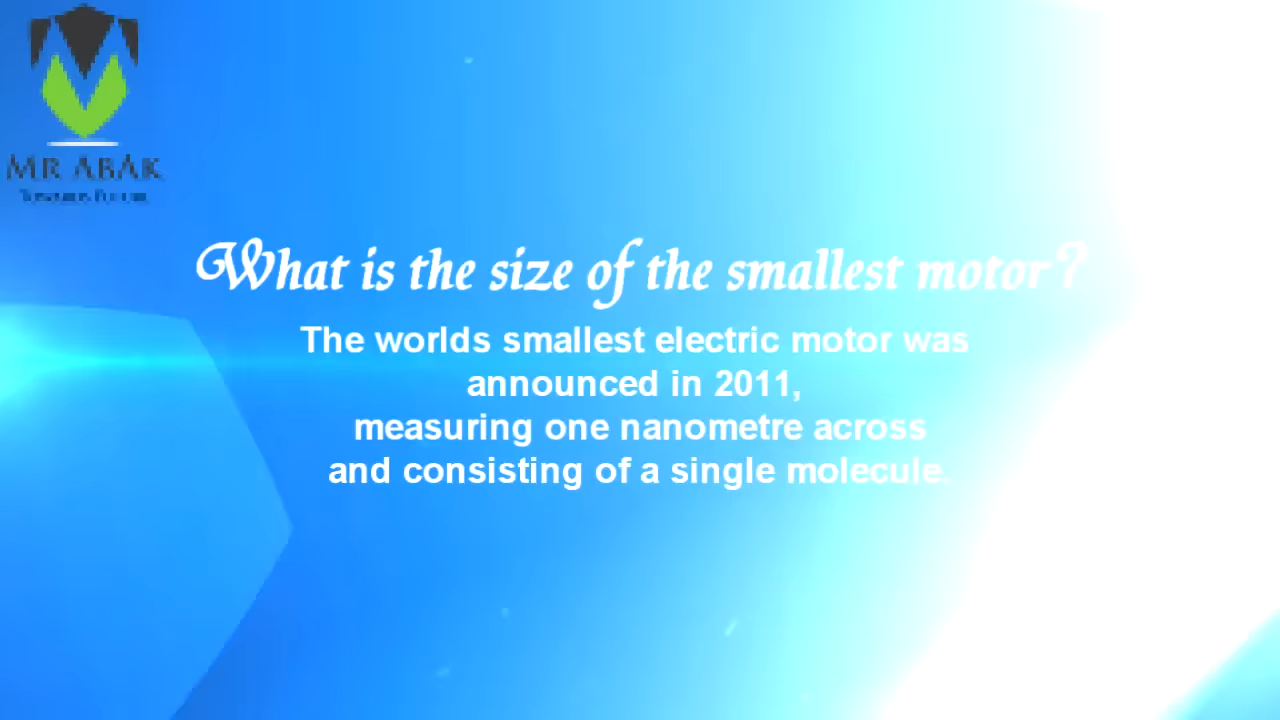 MR ABAK
What is the size of the smallest motor?
The worlds smallest electric motor was
announced in 2011,
measuring one nanometre across
and consisting of a single molecule.